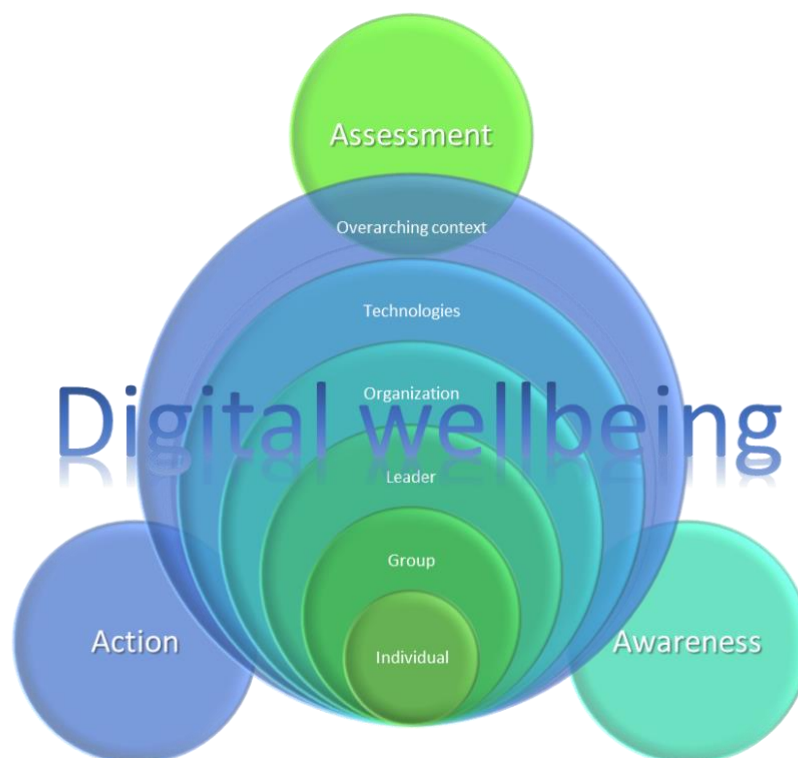 Assessment
Overarching context
Technologies
Organization
Digital wellbeing
Leader
Group
Action
Awareness
Individual